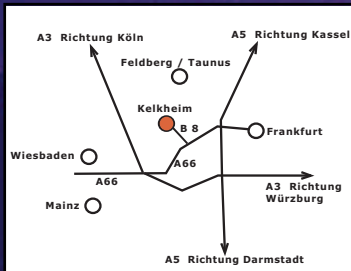 A3 Richtung Köln
A5 Richtung Kassel
Feldberg / Taunus
Kelkheim
B 8
Frankfurt
Wiesbaden
A66
A66
A3 Richtung
Würzburg
Mainz
A5 Richtung Darmstadt